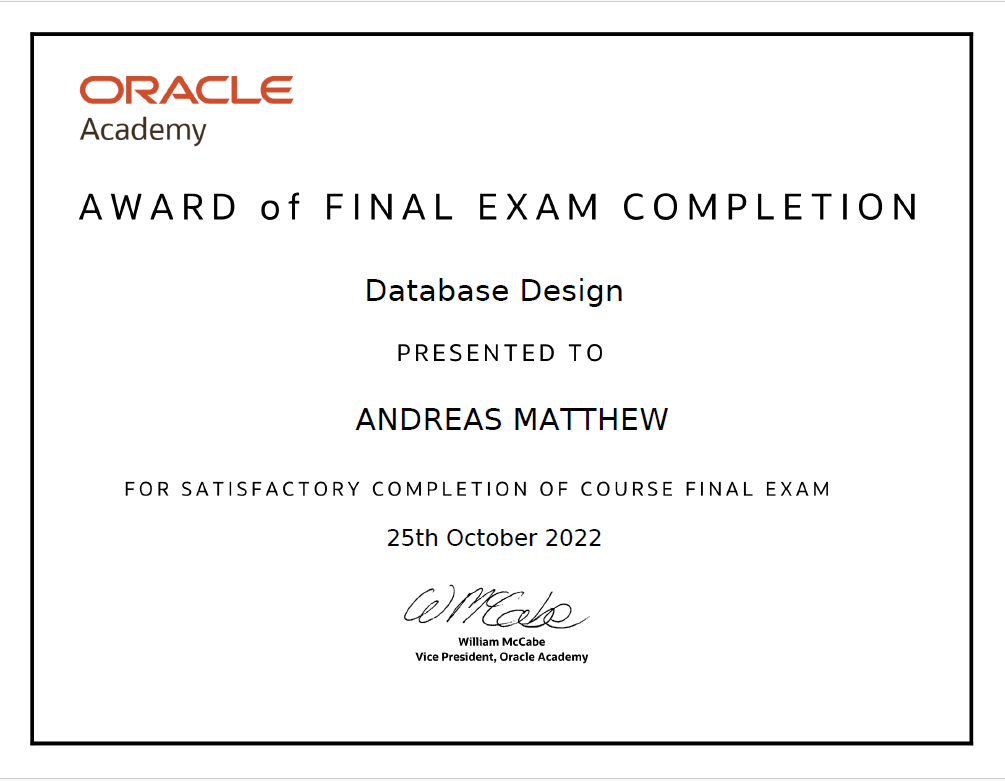 ORACLE
Academy
AWARD of FINAL EXAM COMPLETION
Database Design
PRESENTED TO
ANDREAS MATTHEW
FOR SATISFACTORY COMPLETION OF COURSE FINAL EXAM
25th October 2022
WMcCabe
William McCabe
Vice President, Oracle Academy